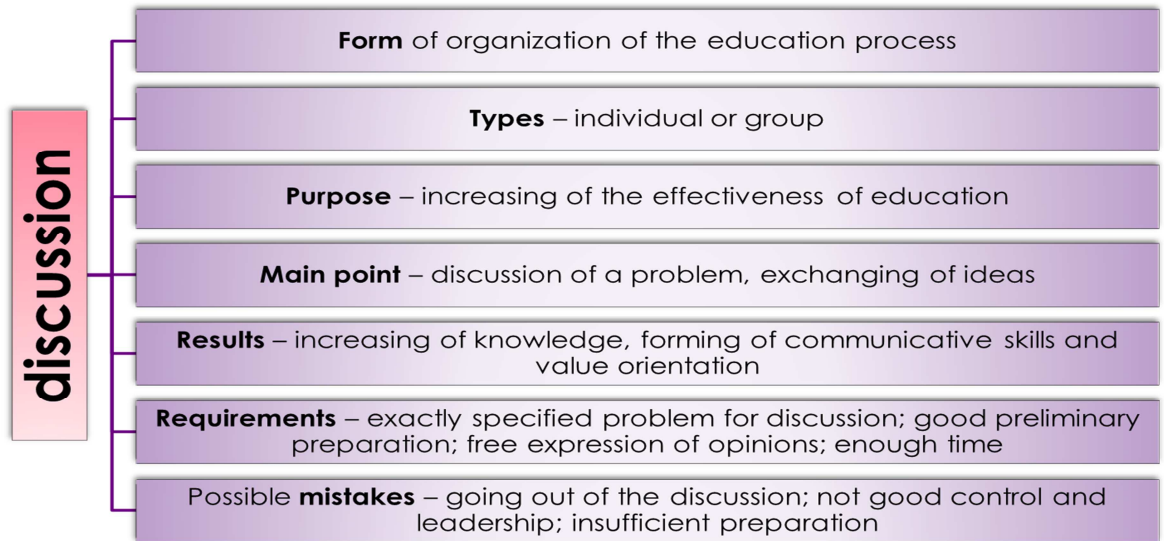 discussion
Form of organization of the education process
Types – individual or group
Purpose – increasing of the effectiveness of education
Main point – discussion of a problem, exchanging of ideas
Results – increasing of knowledge, forming of communicative skills and
value orientation
Requirements – exactly specified problem for discussion; good preliminary
preparation; free expression of opinions; enough time
Possible mistakes – going out of the discussion; not good control and
leadership; insufficient preparation